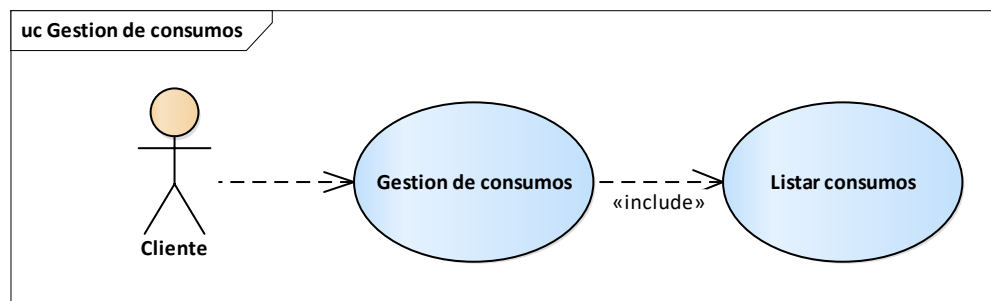 uc Gestion de consumos
Gestion de consumos
Listar consumos
«include»
Cliente